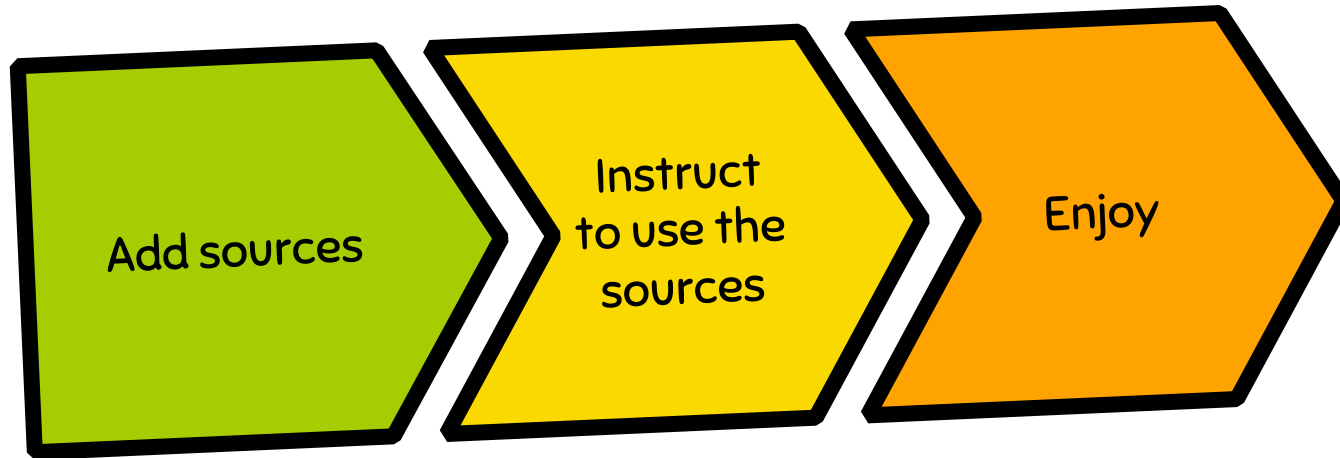 Add sources
Instruct
to use the
sources
Enjoy